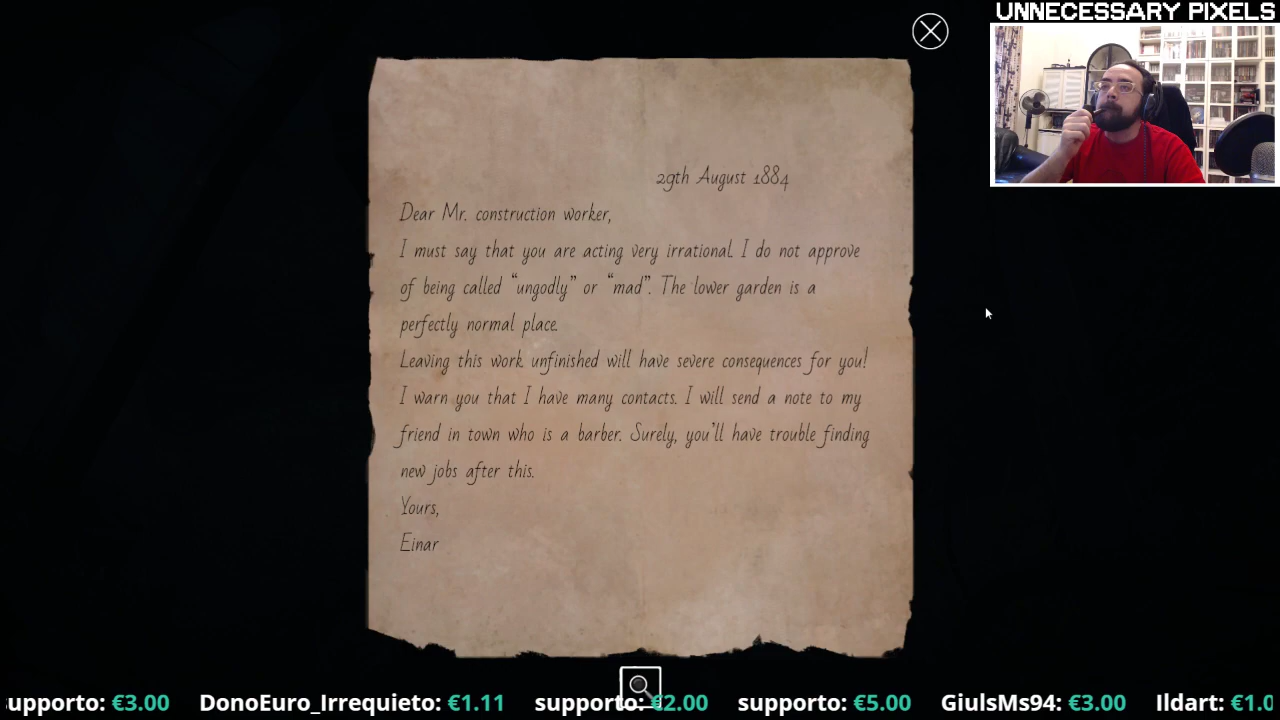 UNNECESSARY PIXELS
29th August 1884
Dear Mr. construction worker,
I must say that you are acting very irrational. I do not approve
of being called “ungodly” or “mad”. The lower garden is a
perfectly normal place.
Leaving this work unfinished will have severe consequences for you!
I warn you that I have many contacts. I will send a note to my
friend in town who is a barber. Surely, you’ll have trouble finding
new jobs after this.
Yours,
Einar
upporto: €3.00 DonoEuro_Irrequieto: €1.11 supporto: €2.00 supporto: €5.00 GiulsMs94: €3.00 Ildart: €1.0